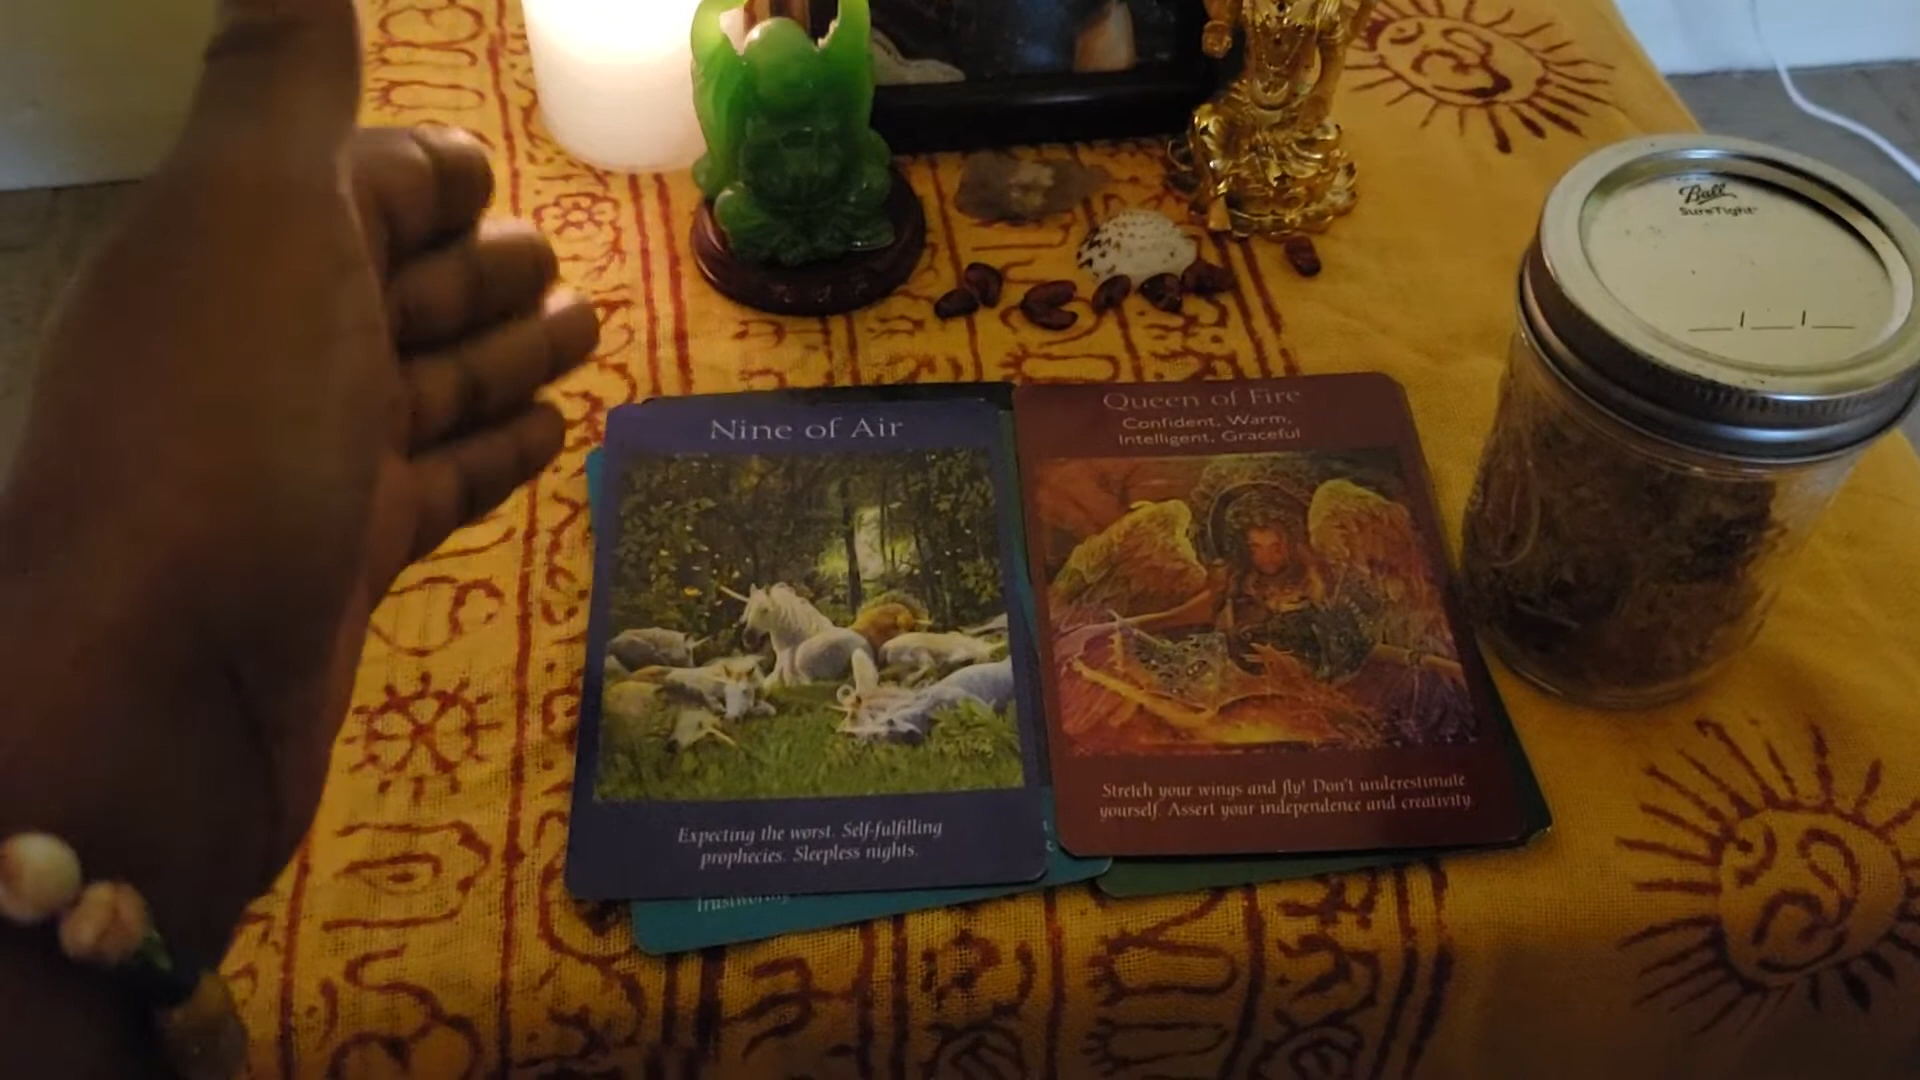 Ball
SureTight
Nine of Air
Expecting the worst. Self-fulfilling
prophecies. Sleepless nights.
Queen of Fire
Confident, Warm,
Intelligent, Graceful
Stretch your wings and fly! Don't underestimate
yourself. Assert your independence and creativity.